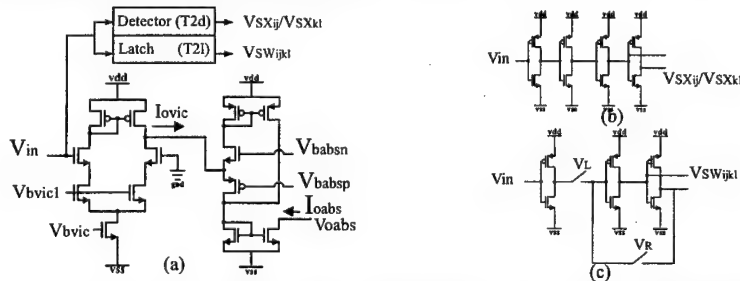 Detector (T2d)
VSXij/VSXkl
Latch (T2l)
VSWijkl
vdd
vdd
Iovic
Vin
Vbabsn
gnd
Vbabsp
Vbvic1
Ioabs
Voabs
Vbvic
vss
vss
(a)
vdd
vdd
vdd
vdd
Vin
VSXij/VSXkl
vss
vss
vss
vss
(b)
vdd
vdd
vdd
VL
Vin
VSWijkl
vss
vss
vss
VR
(c)